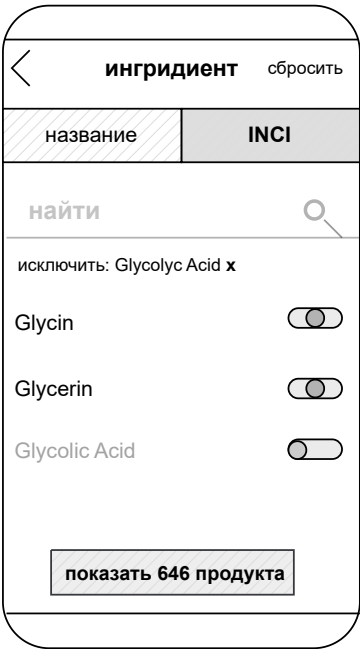 ингридиент сбросить
название INCI
найти
исключить: Glycolyc Acid x
Glycin
Glycerin
Glycolic Acid
показать 646 продукта